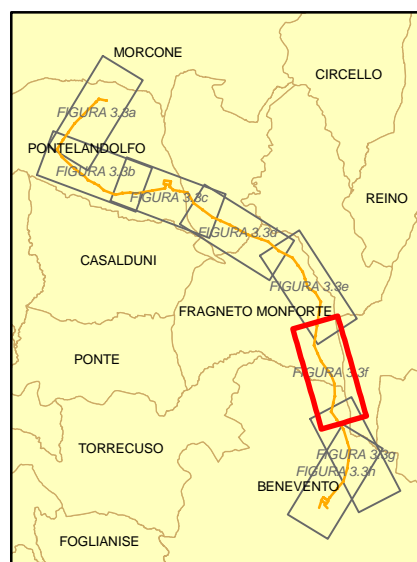 MORCONE
CIRCELLO
FIGURA 3.3a
PONTELANDOLFO
FIGURA 3.3b
FIGURA 3.3c
REINO
FIGURA 3.3d
CASALDUNI
FIGURA 3.3e
FRAGNETO MONFORTE
PONTE
FIGURA 3.3f
TORRECUSO
FIGURA 3.3g
FIGURA 3.3h
BENEVENTO
FOGLIANISE